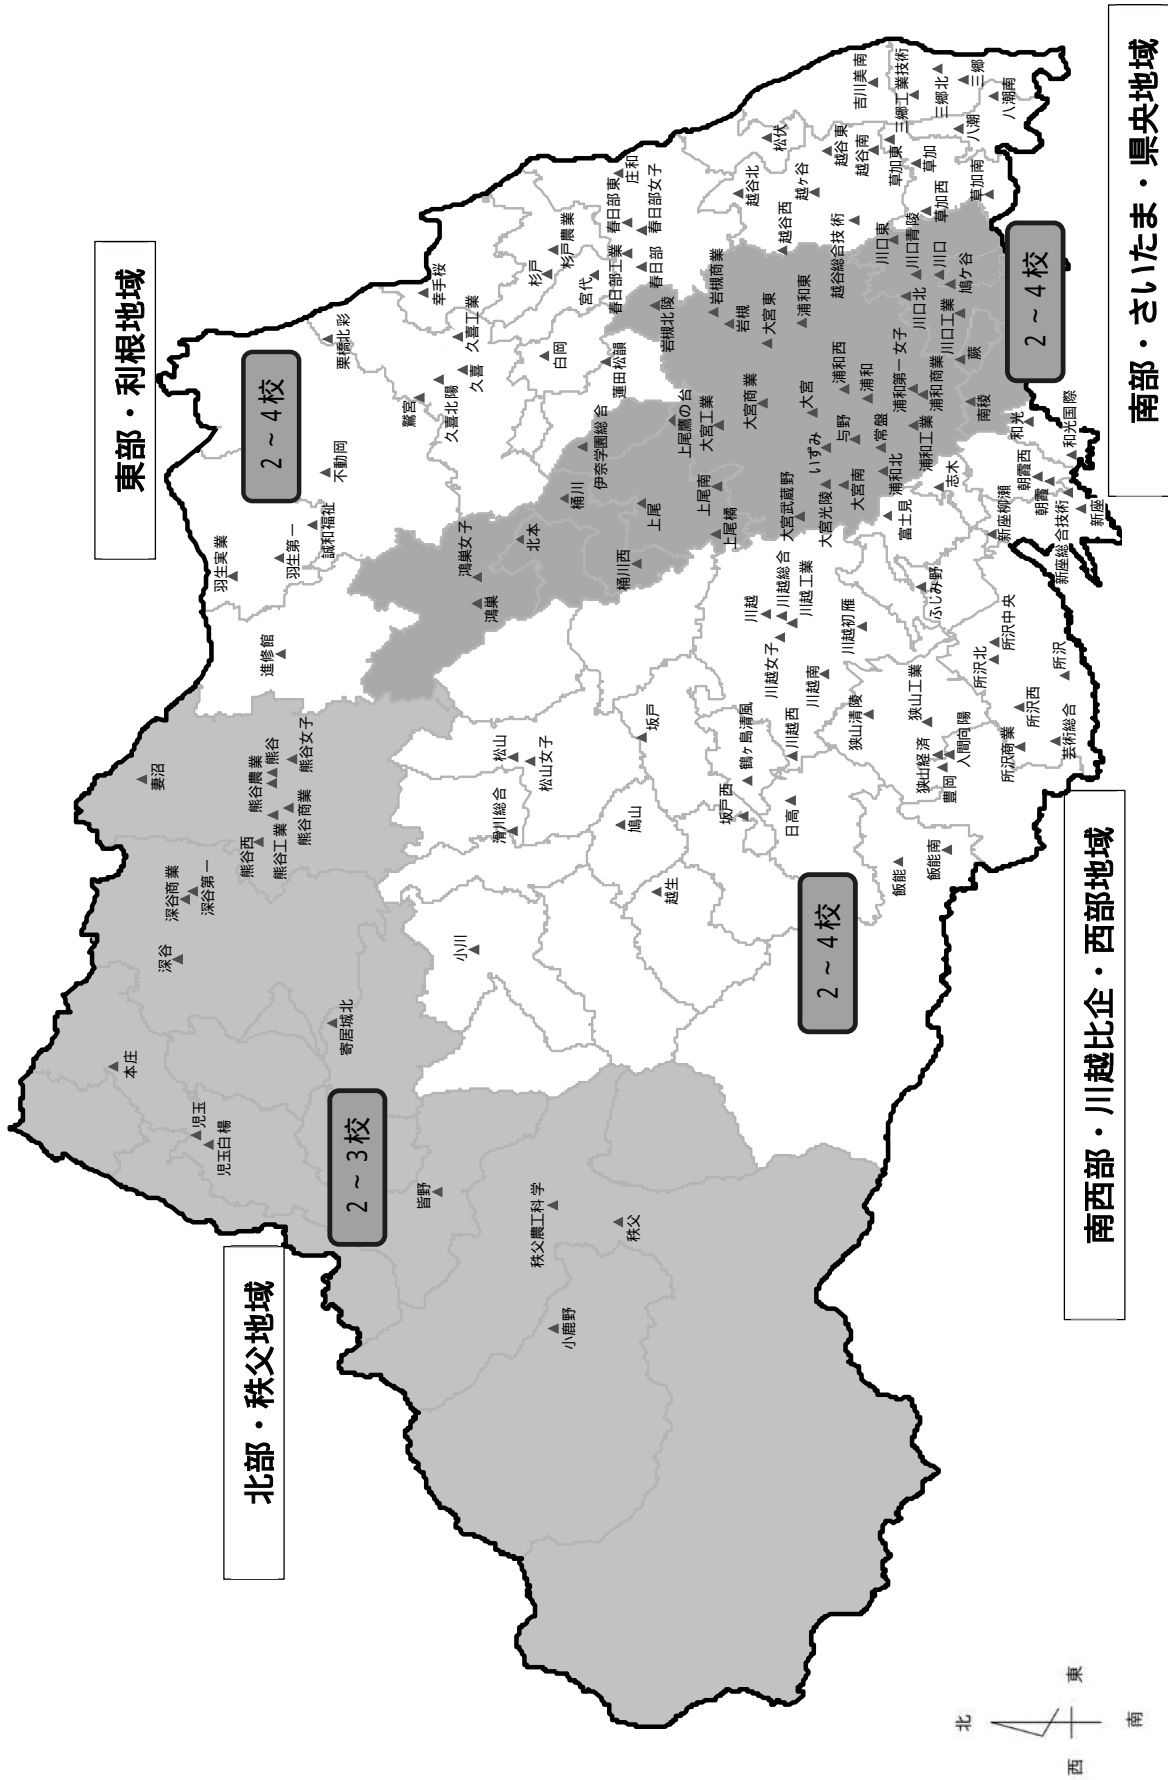 東部・利根地域
2～4校
北部・秩父地域
2～3校
南西部・川越比企・西部地域
2～4校
南部・さいたま・県央地域
2～4校
本庄
児玉
児玉白楊
深谷
深谷商業
深谷第一
妻沼
熊谷西
熊谷農業
熊谷
熊谷工業
熊谷商業
熊谷女子
寄居城北
皆野
秩父農工科学
秩父
小鹿野
羽生実業
羽生第一
誠和福祉
進修館
不動岡
栗橋北彩
幸手桜
鷲宮
久喜北陽
久喜
久喜工業
杉戸
杉戸農業
宮代
白岡
蓮田松韻
春日部工業
春日部東
庄和
春日部
春日部女子
松伏
越谷北
越ヶ谷
越谷西
越谷東
越谷南
越谷総合技術
吉川美南
三郷工業技術
三郷北
三郷
八潮
八潮南
草加東
草加
草加西
草加南
鴻巣女子
鴻巣
北本
桶川
桶川西
伊奈学園総合
上尾鷹の台
上尾
上尾南
上尾橘
岩槻北陵
岩槻商業
岩槻
大宮東
大宮工業
大宮商業
大宮
大宮武蔵野
大宮光陵
大宮南
いずみ
与野
常盤
浦和東
浦和西
浦和
浦和第一女子
浦和商業
浦和工業
浦和北
川口東
川口青陵
川口北
川口
川口工業
鳩ケ谷
蕨
南稜
小川
滑川総合
松山
松山女子
鳩山
越生
坂戸
坂戸西
鶴ヶ島清風
日高
川越
川越総合
川越工業
川越女子
川越南
川越西
川越初雁
富士見
志木
ふじみ野
新座柳瀬
和光
和光国際
朝霞西
朝霞
新座総合技術
新座
狭山清陵
狭山工業
狭山経済
入間向陽
豊岡
飯能
飯能南
所沢北
所沢中央
所沢
所沢西
所沢商業
芸術総合
北
東
西
南